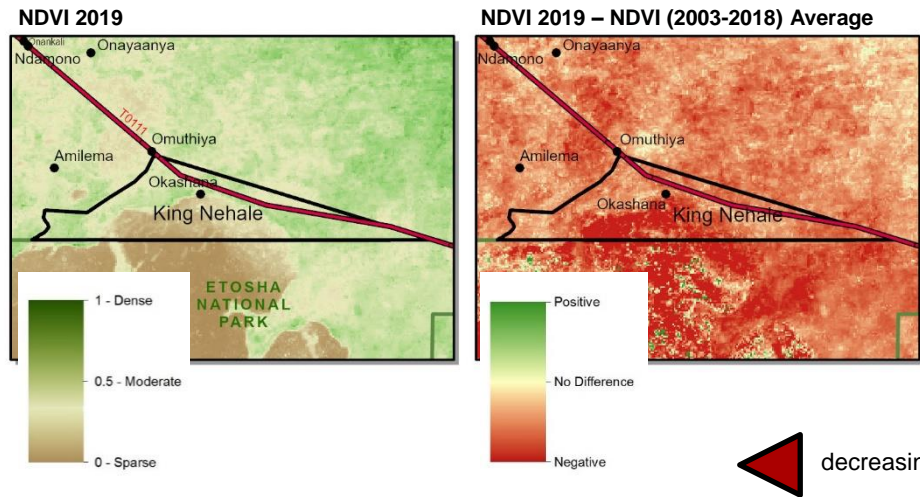 NDVI 2019
Onankali
Ndamono
Onayaanya
T0111
Omuthiya
Amilema
Okashana
King Nehale
ETOSHA
NATIONAL
PARK
1 - Dense
0.5 - Moderate
0 - Sparse
NDVI 2019 – NDVI (2003-2018) Average
Onankali
Ndamono
Onayaanya
Omuthiya
Amilema
Okashana
King Nehale
Positive
No Difference
Negative
decreasin